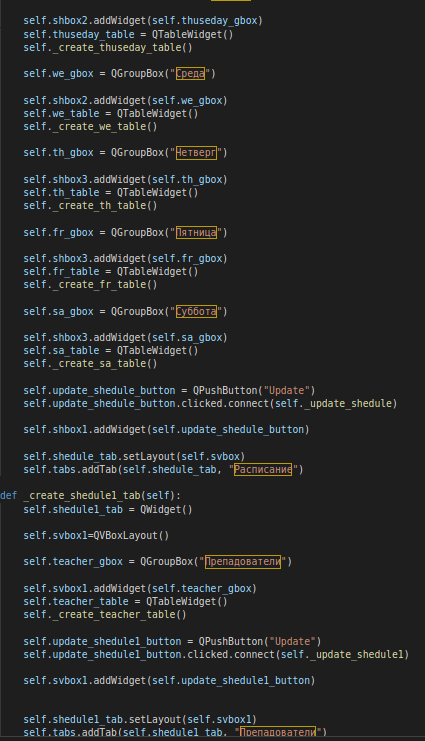 self.shbox2.addWidget(self.thuseday_gbox)
self.thuseday_table = QTableWidget()
self._create_thuseday_table()
self.we_gbox = QGroupBox("Среда")
self.shbox2.addWidget(self.we_gbox)
self.we_table = QTableWidget()
self._create_we_table()
self.th_gbox = QGroupBox("Четверг")
self.shbox3.addWidget(self.th_gbox)
self.th_table = QTableWidget()
self._create_th_table()
self.fr_gbox = QGroupBox("Пятница")
self.shbox3.addWidget(self.fr_gbox)
self.fr_table = QTableWidget()
self._create_fr_table()
self.sa_gbox = QGroupBox("Суббота")
self.shbox3.addWidget(self.sa_gbox)
self.sa_table = QTableWidget()
self._create_sa_table()
self.update_shedule_button = QPushButton("Update")
self.update_shedule_button.clicked.connect(self._update_shedule)
self.shbox1.addWidget(self.update_shedule_button)
self.shedule_tab.setLayout(self.svbox)
self.tabs.addTab(self.shedule_tab, "Расписание")
def _create_shedule1_tab(self):
self.shedule1_tab = QWidget()
self.svbox1=QVBoxLayout()
self.teacher_gbox = QGroupBox("Препадователи")
self.svbox1.addWidget(self.teacher_gbox)
self.teacher_table = QTableWidget()
self._create_teacher_table()
self.update_shedule1_button = QPushButton("Update")
self.update_shedule1_button.clicked.connect(self._update_shedule1)
self.svbox1.addWidget(self.update_shedule1_button)
self.shedule1_tab.setLayout(self.svbox1)
self.tabs.addTab(self.shedule1_tab, "Препадователи")